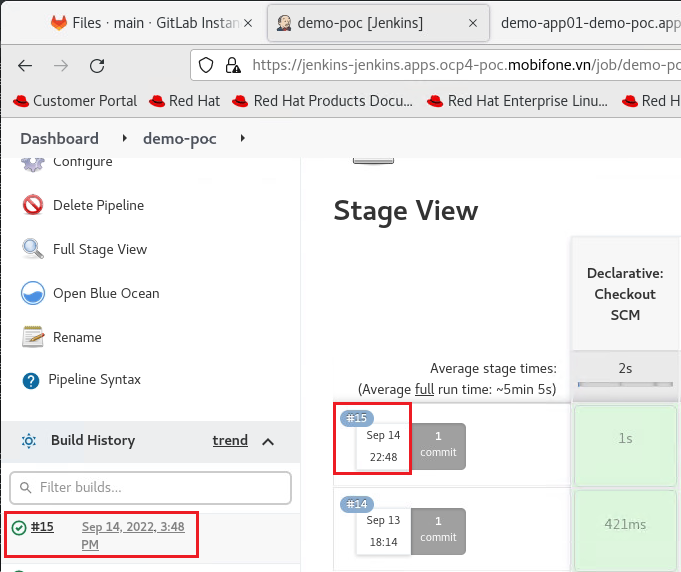 Files · main · GitLab Instan
demo-poc [Jenkins]
demo-app01-demo-poc.app
https://jenkins-jenkins.apps.ocp4-poc.mobifone.vn/job/demo-po
Customer Portal
Red Hat
Red Hat Products Docu...
Red Hat Enterprise Linu...
Red H
Dashboard
demo-poc
Configure
Delete Pipeline
Full Stage View
Open Blue Ocean
Rename
Pipeline Syntax
Build History
trend
Filter builds...
#15
Sep 14, 2022, 3:48
PM
Stage View
Declarative:
Checkout
SCM
Average stage times:
(Average full run time: ~5min 5s)
2s
#15
Sep 14
22:48
1
commit
1s
#14
Sep 13
18:14
1
commit
421ms